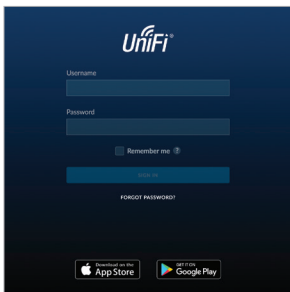 UniFi®
Username
Password
Remember me ?
SIGN IN
FORGOT PASSWORD?
Download on the
App Store
GET IT ON
Google Play